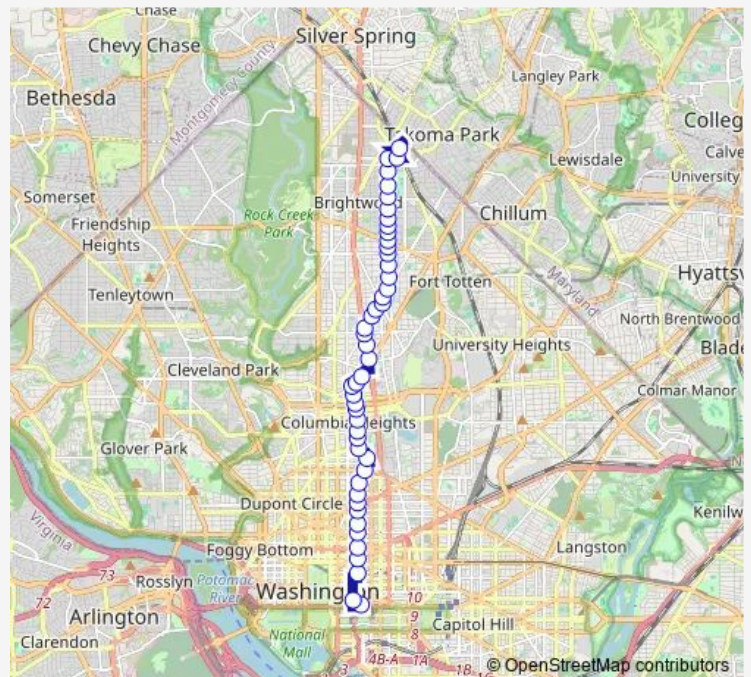 Chase
Silver Spring
Chevy Chase
Langley Park
Montgomery County
Bethesda
Takoma Park
Colleg
Calve
Lewisdale
University
Somerset
Rock Creek
Park
Brightwood
Chillum
Friendship
Heights
Hyattsv
Tenleytown
Fort Totten
Maryland
North Brentwood
University Heights
Blade
Cleveland Park
Colmar Manor
Columbia Heights
Glover Park
Dupont Circle
Kenilw
Virginia
Foggy Bottom
Langston
73
Rosslyn
Potomac
River
Washington
72
10
Arlington
9
Capitol Hill
National
Mall
8
Clarendon
3
4B-A
1A
1B
© OpenStreetMap contributors